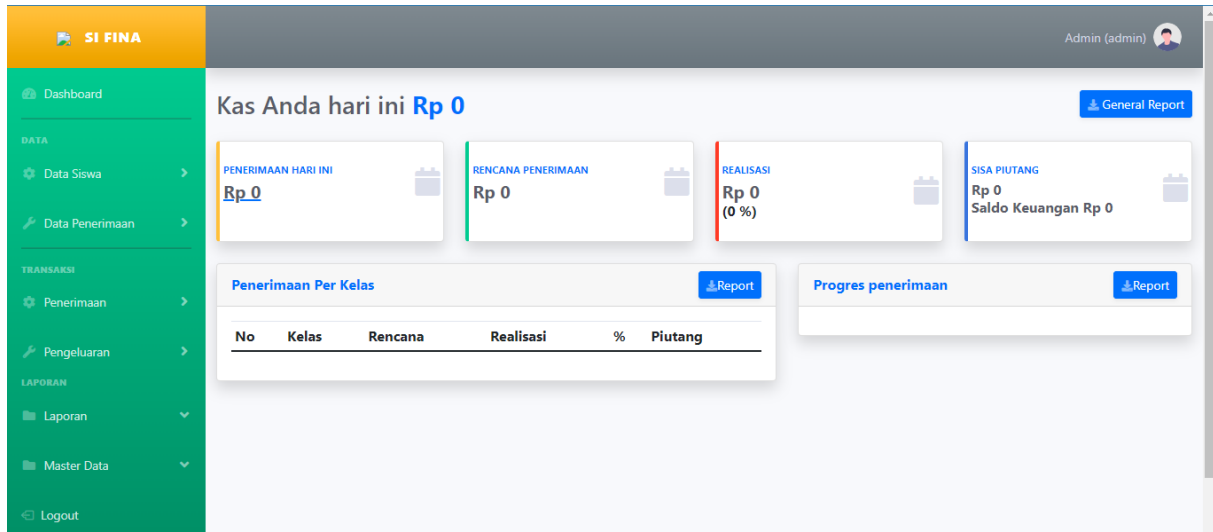 SI FINA
Admin (admin)
Dashboard
DATA
Data Siswa
Data Penerimaan
TRANSAKSI
Penerimaan
Pengeluaran
LAPORAN
Laporan
Master Data
Logout
Kas Anda hari ini Rp 0
General Report
PENERIMAAN HARI INI
Rp 0
RENCANA PENERIMAAN
Rp 0
REALISASI
Rp 0
(0 %)
SISA PIUTANG
Rp 0
Saldo Keuangan Rp 0
Penerimaan Per Kelas
Report
No Kelas Rencana Realisasi % Piutang
Progres penerimaan
Report